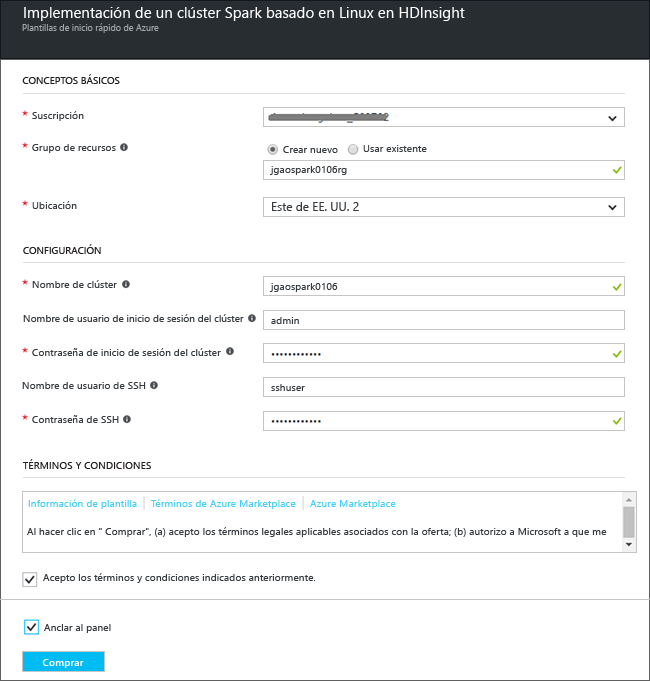 Implementación de un clúster Spark basado en Linux en HDInsight
Plantillas de inicio rápido de Azure
CONCEPTOS BÁSICOS
* Suscripción
* Grupo de recursos
Crear nuevo Usar existente
jgaospark0106rg
* Ubicación Este de EE. UU. 2
CONFIGURACIÓN
* Nombre de clúster jgaospark0106
Nombre de usuario de inicio de sesión del clúster admin
* Contraseña de inicio de sesión del clúster ••••••••••••
Nombre de usuario de SSH sshuser
* Contraseña de SSH ••••••••••••
TÉRMINOS Y CONDICIONES
Información de plantilla | Términos de Azure Marketplace | Azure Marketplace
Al hacer clic en " Comprar", (a) acepto los términos legales aplicables asociados con la oferta; (b) autorizo a Microsoft a que me
Acepto los términos y condiciones indicados anteriormente.
Anclar al panel
Comprar